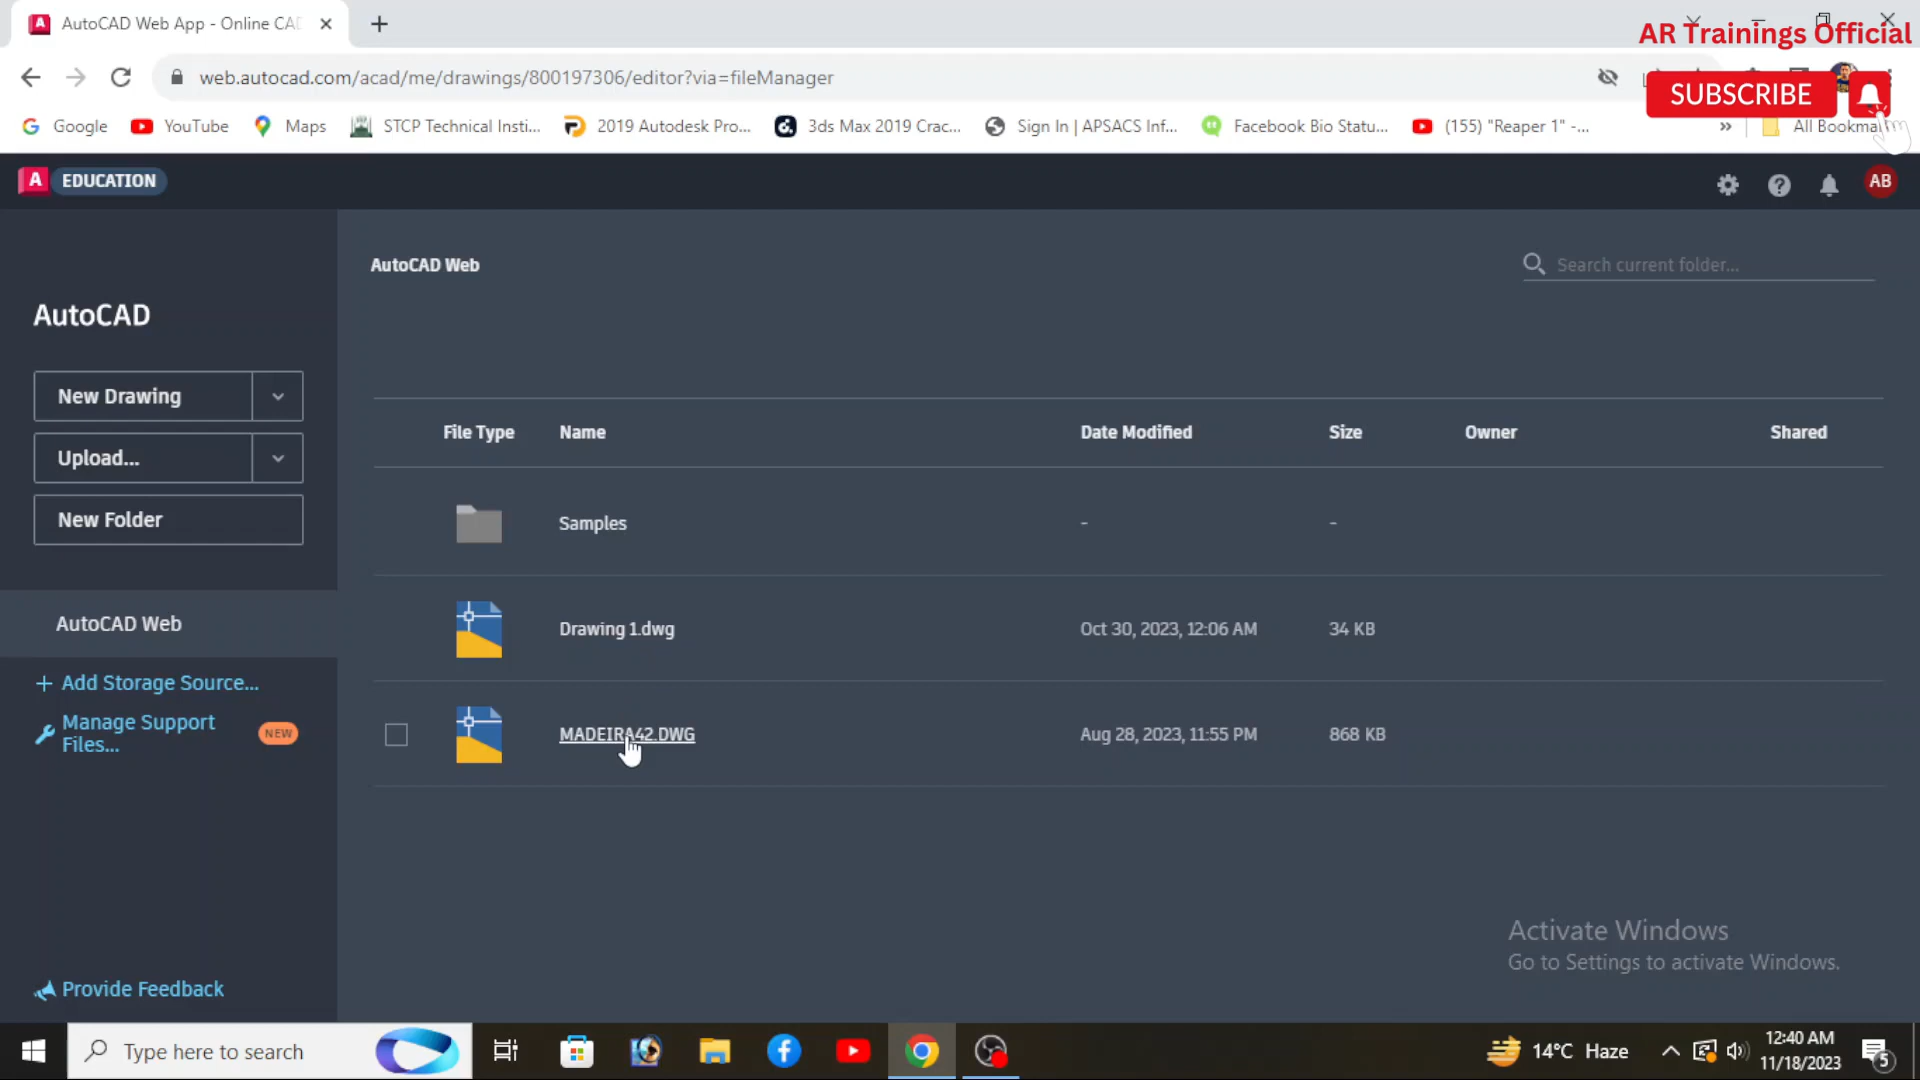 AutoCAD Web App - Online CAD
AR Trainings Official
web.autocad.com/acad/me/drawings/800197306/editor?via=fileManager
SUBSCRIBE
Google
YouTube
Maps
STCP Technical Insti...
2019 Autodesk Pro...
3ds Max 2019 Crac...
Sign In | APSACS Inf...
Facebook Bio Statu...
(155) "Reaper 1" -...
»
All Bookmar
A EDUCATION
AB
AutoCAD Web
Search current folder...
AutoCAD
New Drawing
Upload...
New Folder
File Type Name Date Modified Size Owner Shared
Samples - -
Drawing 1.dwg Oct 30, 2023, 12:06 AM 34 KB
MADEIRA42.DWG Aug 28, 2023, 11:55 PM 868 KB
AutoCAD Web
+ Add Storage Source...
Manage Support
Files...
NEW
Provide Feedback
Activate Windows
Go to Settings to activate Windows.
Type here to search
14°C Haze
12:40 AM
11/18/2023
5